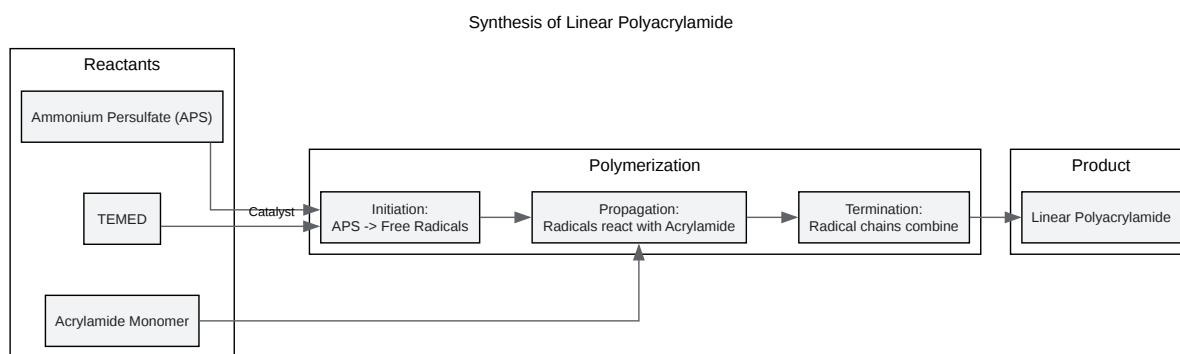 Synthesis of Linear Polyacrylamide
Reactants
Ammonium Persulfate (APS)
TEMED
Acrylamide Monomer
Catalyst
Polymerization
Initiation:
APS -> Free Radicals
Propagation:
Radicals react with Acrylamide
Termination:
Radical chains combine
Product
Linear Polyacrylamide